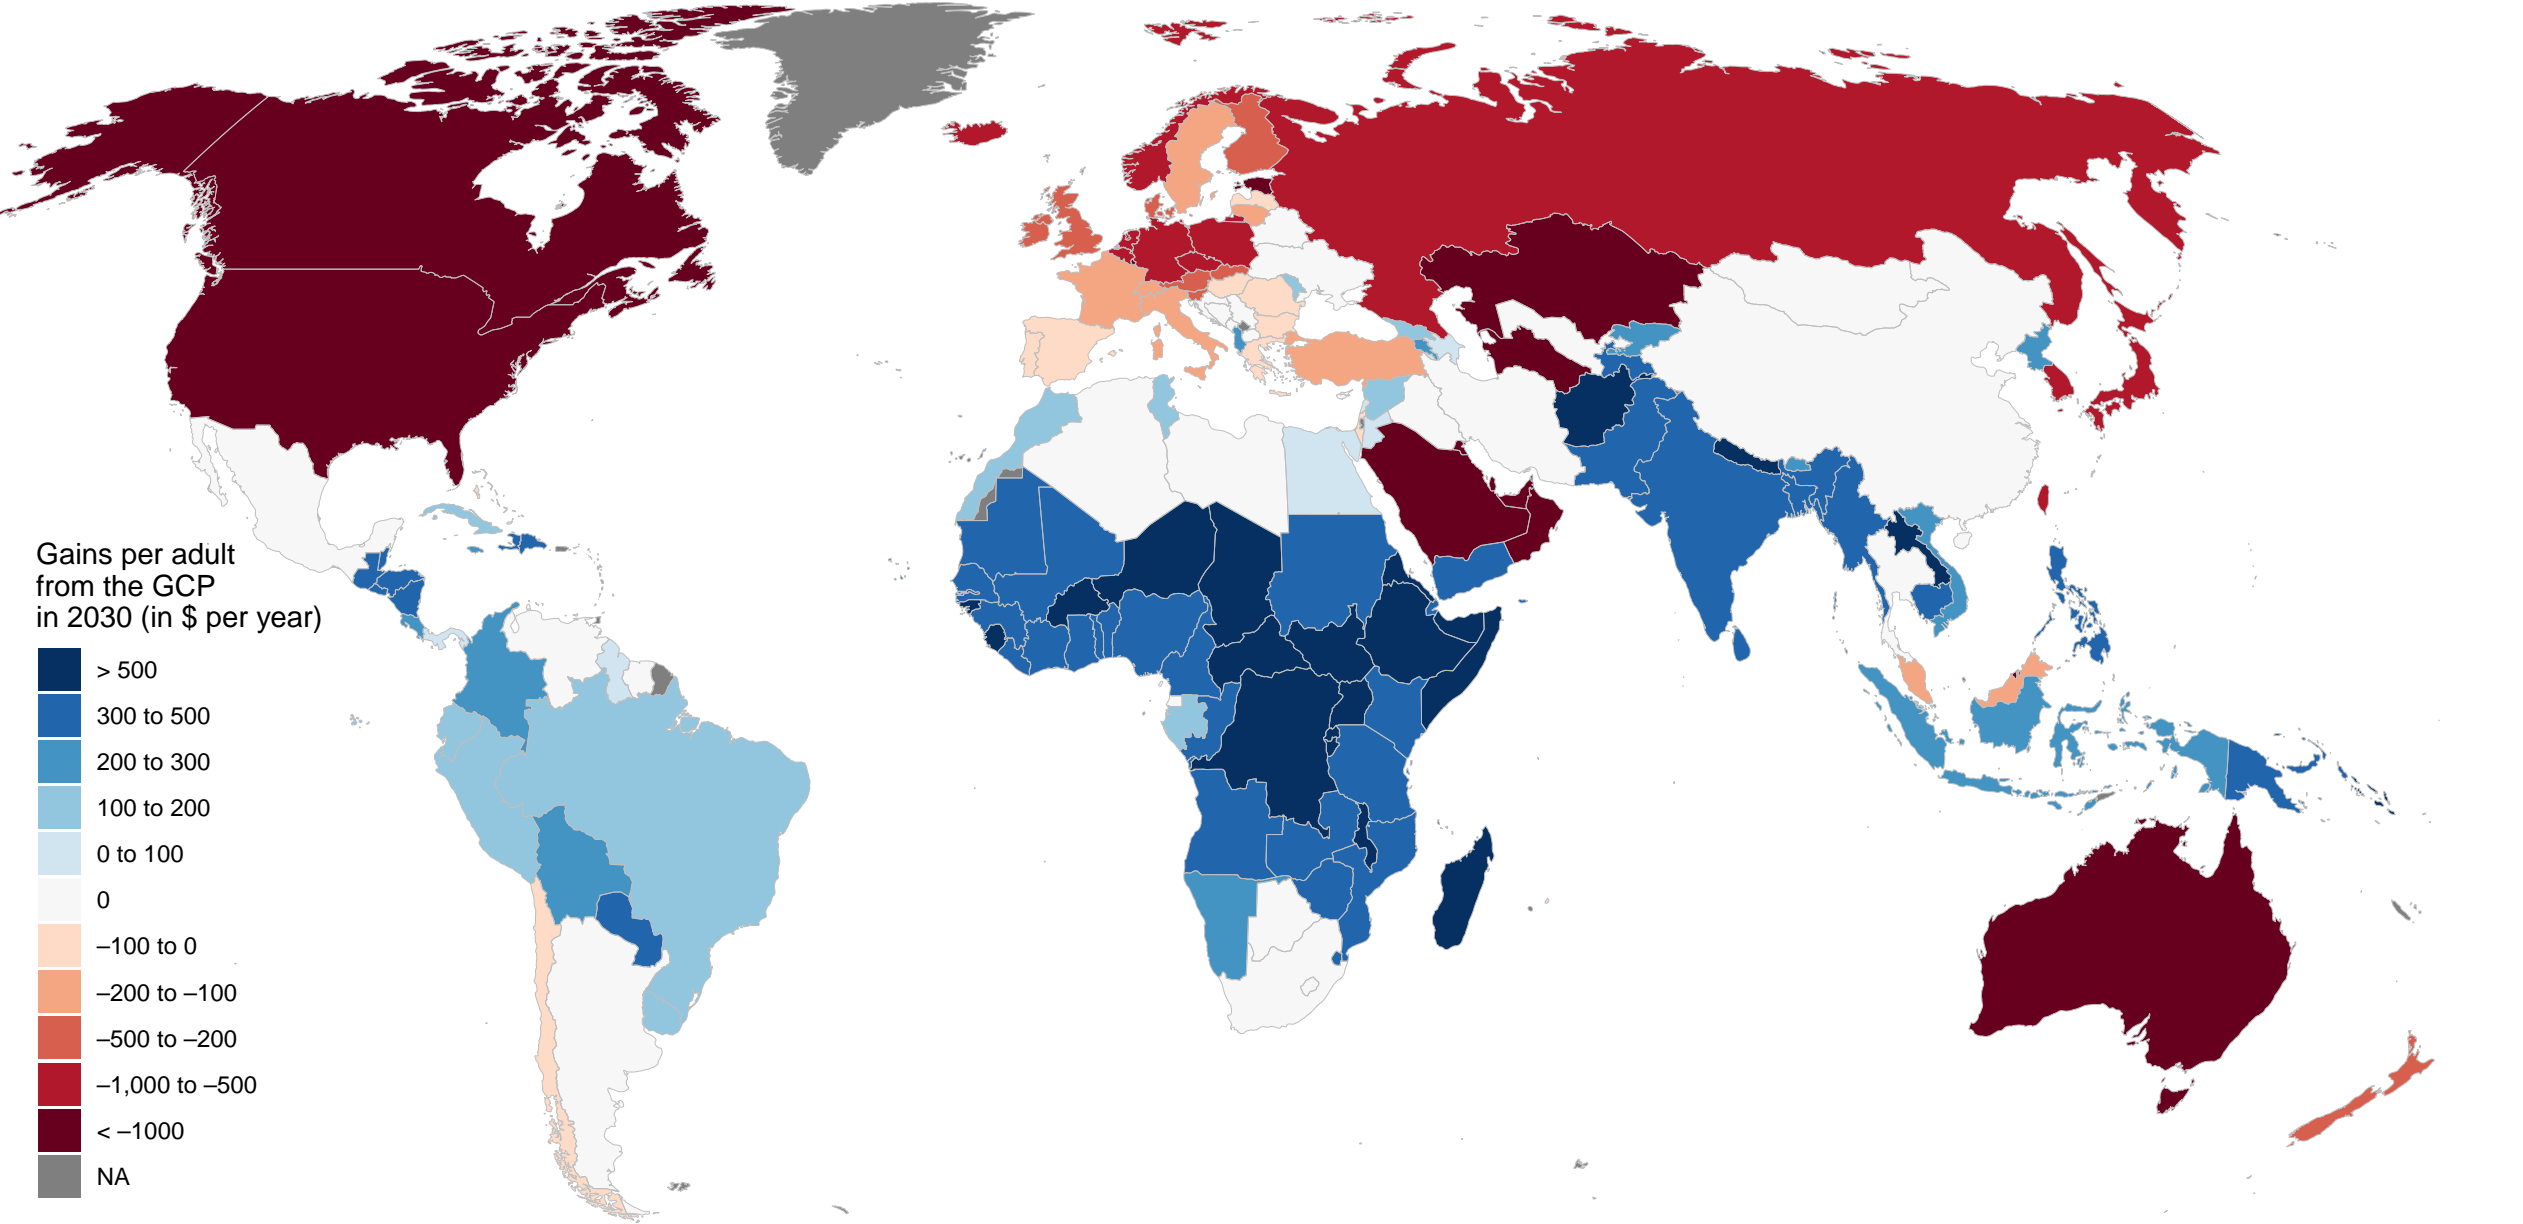 Gains per adult
from the GCP
in 2030 (in $ per year)
> 500
300 to 500
200 to 300
100 to 200
0 to 100
0
–100 to 0
–200 to –100
–500 to –200
–1,000 to –500
< –1000
NA